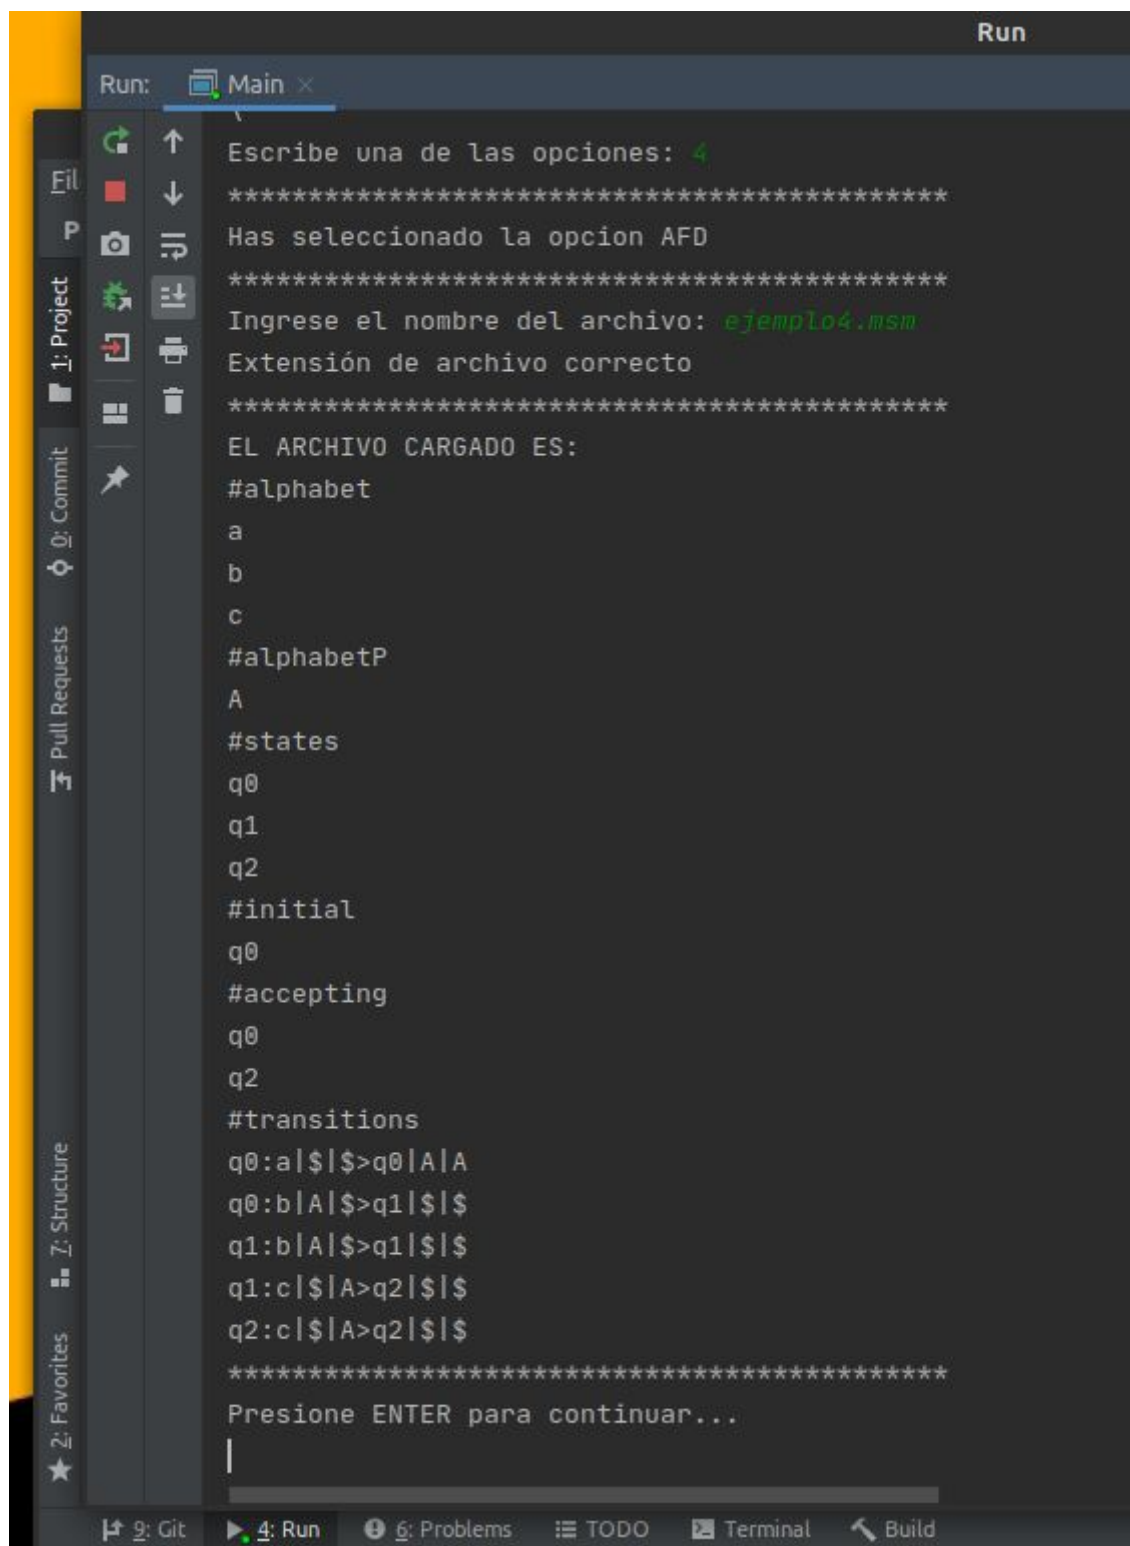 Run
Run: Main
Escribe una de las opciones: 4
*********************************************
Has seleccionado la opcion AFD
*********************************************
Ingrese el nombre del archivo: ejemplo4.msm
Extensión de archivo correcto
*********************************************
EL ARCHIVO CARGADO ES:
#alphabet
a
b
c
#alphabetP
A
#states
q0
q1
q2
#initial
q0
#accepting
q0
q2
#transitions
q0:a|$|$>q0|A|A
q0:b|A|$>q1|$|$
q1:b|A|$>q1|$|$
q1:c|$|A>q2|$|$
q2:c|$|A>q2|$|$
*********************************************
Presione ENTER para continuar...
Fil
P
1: Project
0: Commit
Pull Requests
7: Structure
2: Favorites
9: Git 4: Run 6: Problems TODO Terminal Build